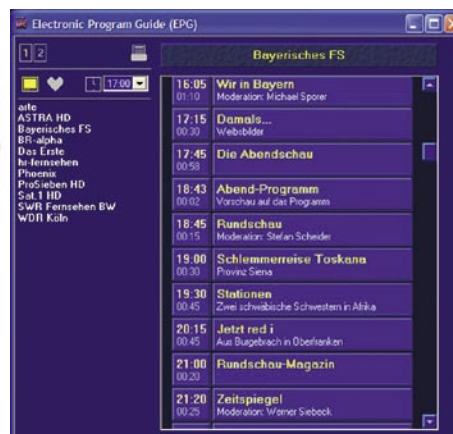 Electronic Program Guide (EPG)
1 2
Bayerisches FS
17:00
arte
ASTRA HD
Bayerisches FS
BR-alpha
Das Erste
hr-fernsehen
Phoenix
ProSieben HD
Sat.1 HD
SWR Fernsehen BW
WDR Köln
16:05 Wir in Bayern
01:10 Moderation: Michael Sporer
17:15 Damals...
00:30 Weibsbilder
17:45 Die Abendschau
00:58
18:43 Abend-Programm
00:02 Vorschau auf das Programm
18:45 Rundschau
00:15 Moderation: Stefan Scheider
19:00 Schlemmerreise Toskana
00:30 Provinz Siena
19:30 Stationen
00:45 Zwei schwäbische Schwestern in Afrika
20:15 Jetzt red i
00:45 Aus Burgebrach in Oberfranken
21:00 Rundschau-Magazin
00:20
21:20 Zeitspiegel
00:25 Moderation: Werner Siebeck